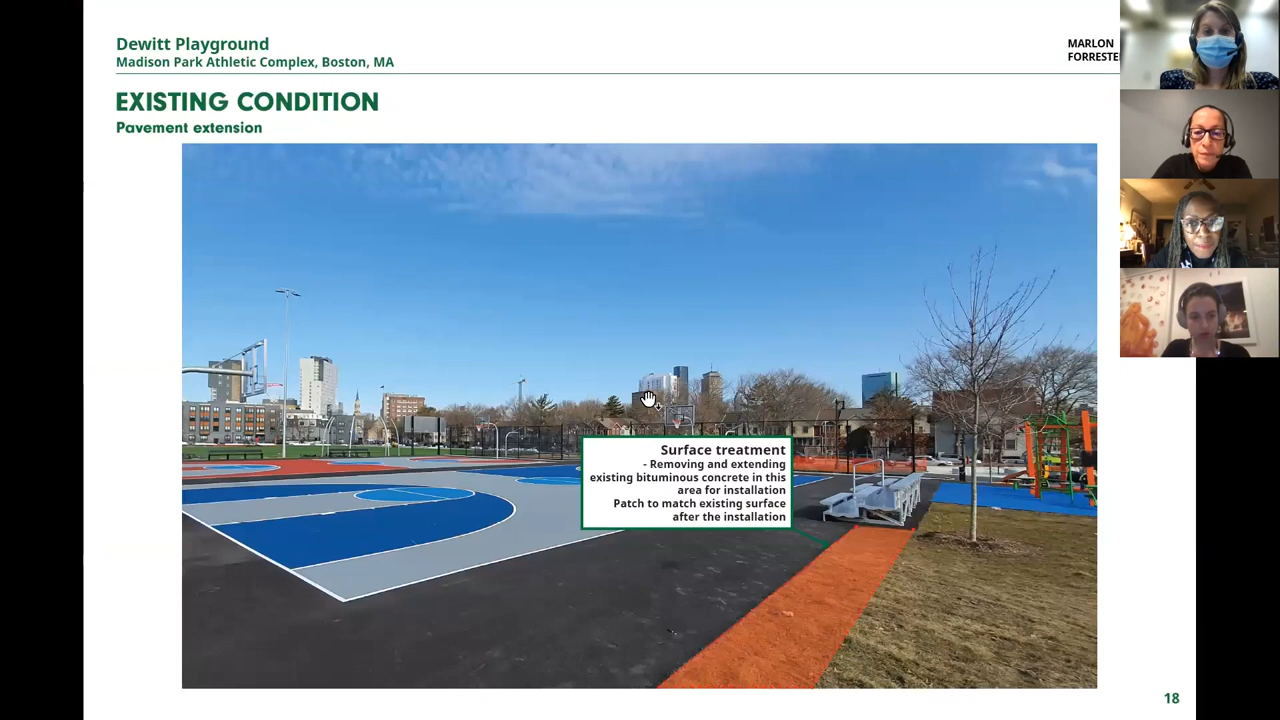 Dewitt Playground
Madison Park Athletic Complex, Boston, MA
MARLON
FORRESTE
EXISTING CONDITION
Pavement extension
Surface treatment
- Removing and extending
existing bituminous concrete in this
area for installation
Patch to match existing surface
after the installation
18